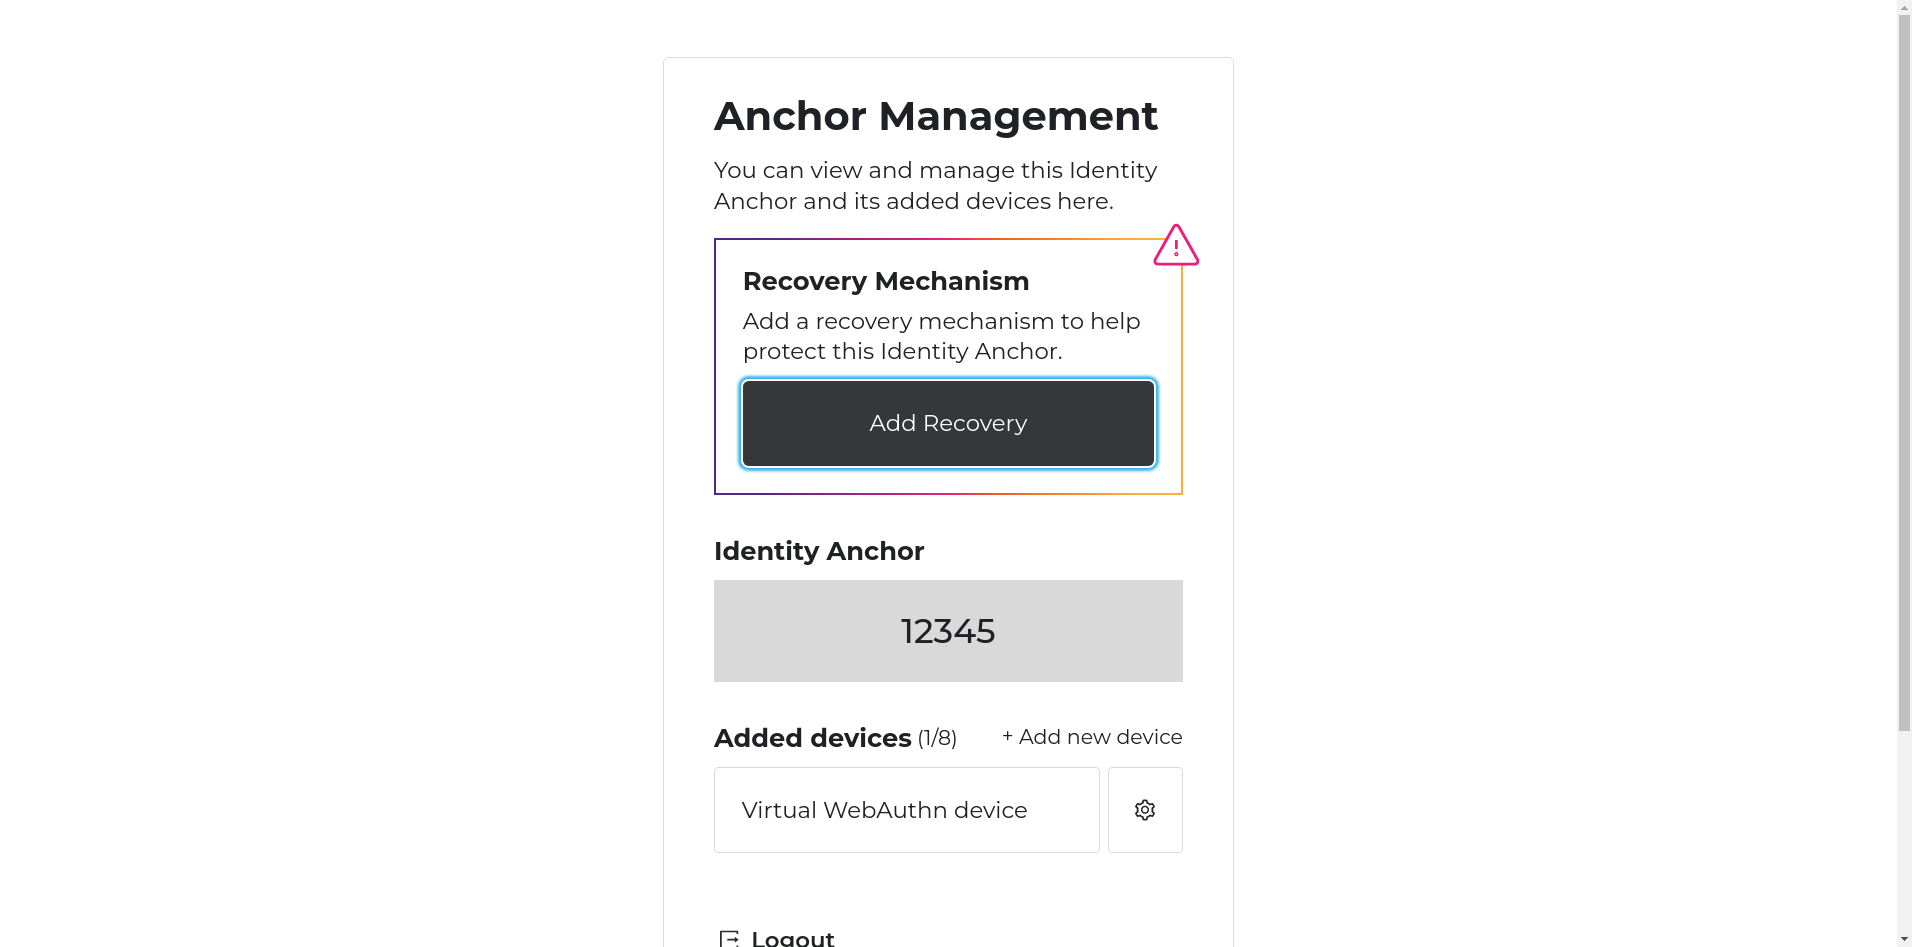 Anchor Management
You can view and manage this Identity
Anchor and its added devices here.
Recovery Mechanism
Add a recovery mechanism to help
protect this Identity Anchor.
Add Recovery
Identity Anchor
12345
Added devices (1/8) + Add new device
Virtual WebAuthn device
Logout